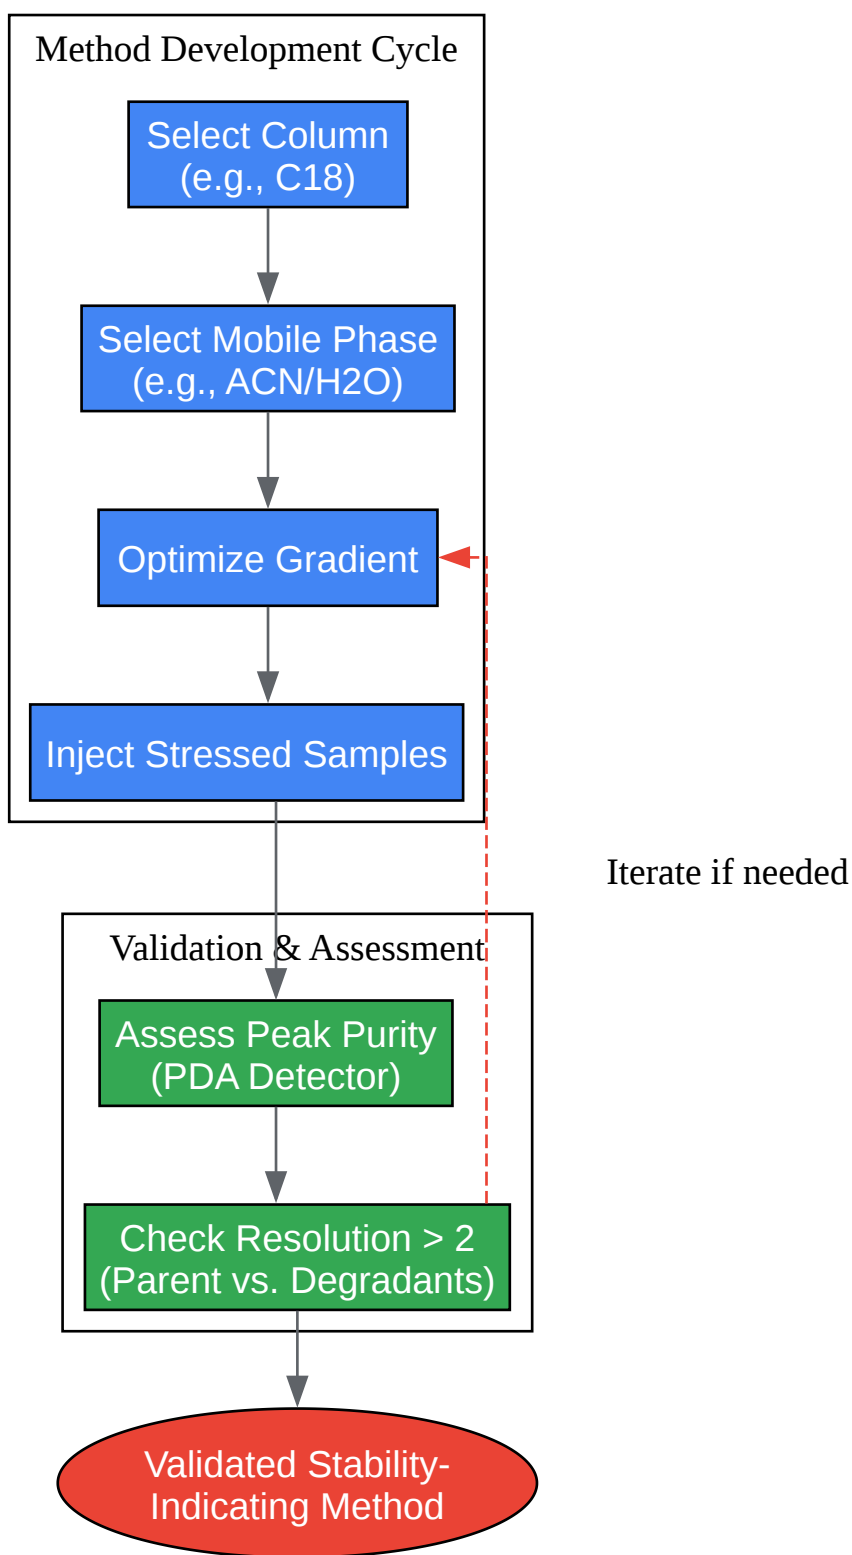 Method Development Cycle
Select Column
(e.g., C18)
Select Mobile Phase
(e.g., ACN/H2O)
Optimize Gradient
Inject Stressed Samples
Iterate if needed
Validation & Assessment
Assess Peak Purity
(PDA Detector)
Check Resolution > 2
(Parent vs. Degradants)
Validated Stability-
Indicating Method